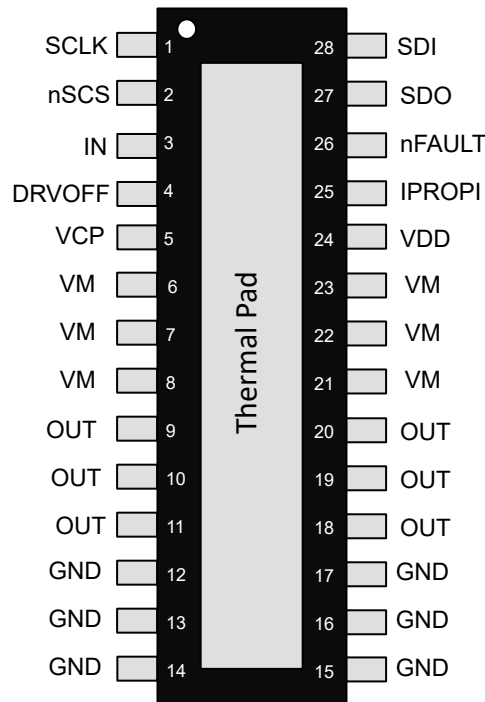 SCLK 1 28 SDI
nSCS 2 27 SDO
IN 3 26 nFAULT
DRVOFF 4 25 IPROPI
VCP 5 24 VDD
VM 6 23 VM
VM 7 22 VM
VM 8 21 VM
OUT 9 20 OUT
OUT 10 19 OUT
OUT 11 18 OUT
GND 12 17 GND
GND 13 16 GND
GND 14 15 GND
Thermal Pad